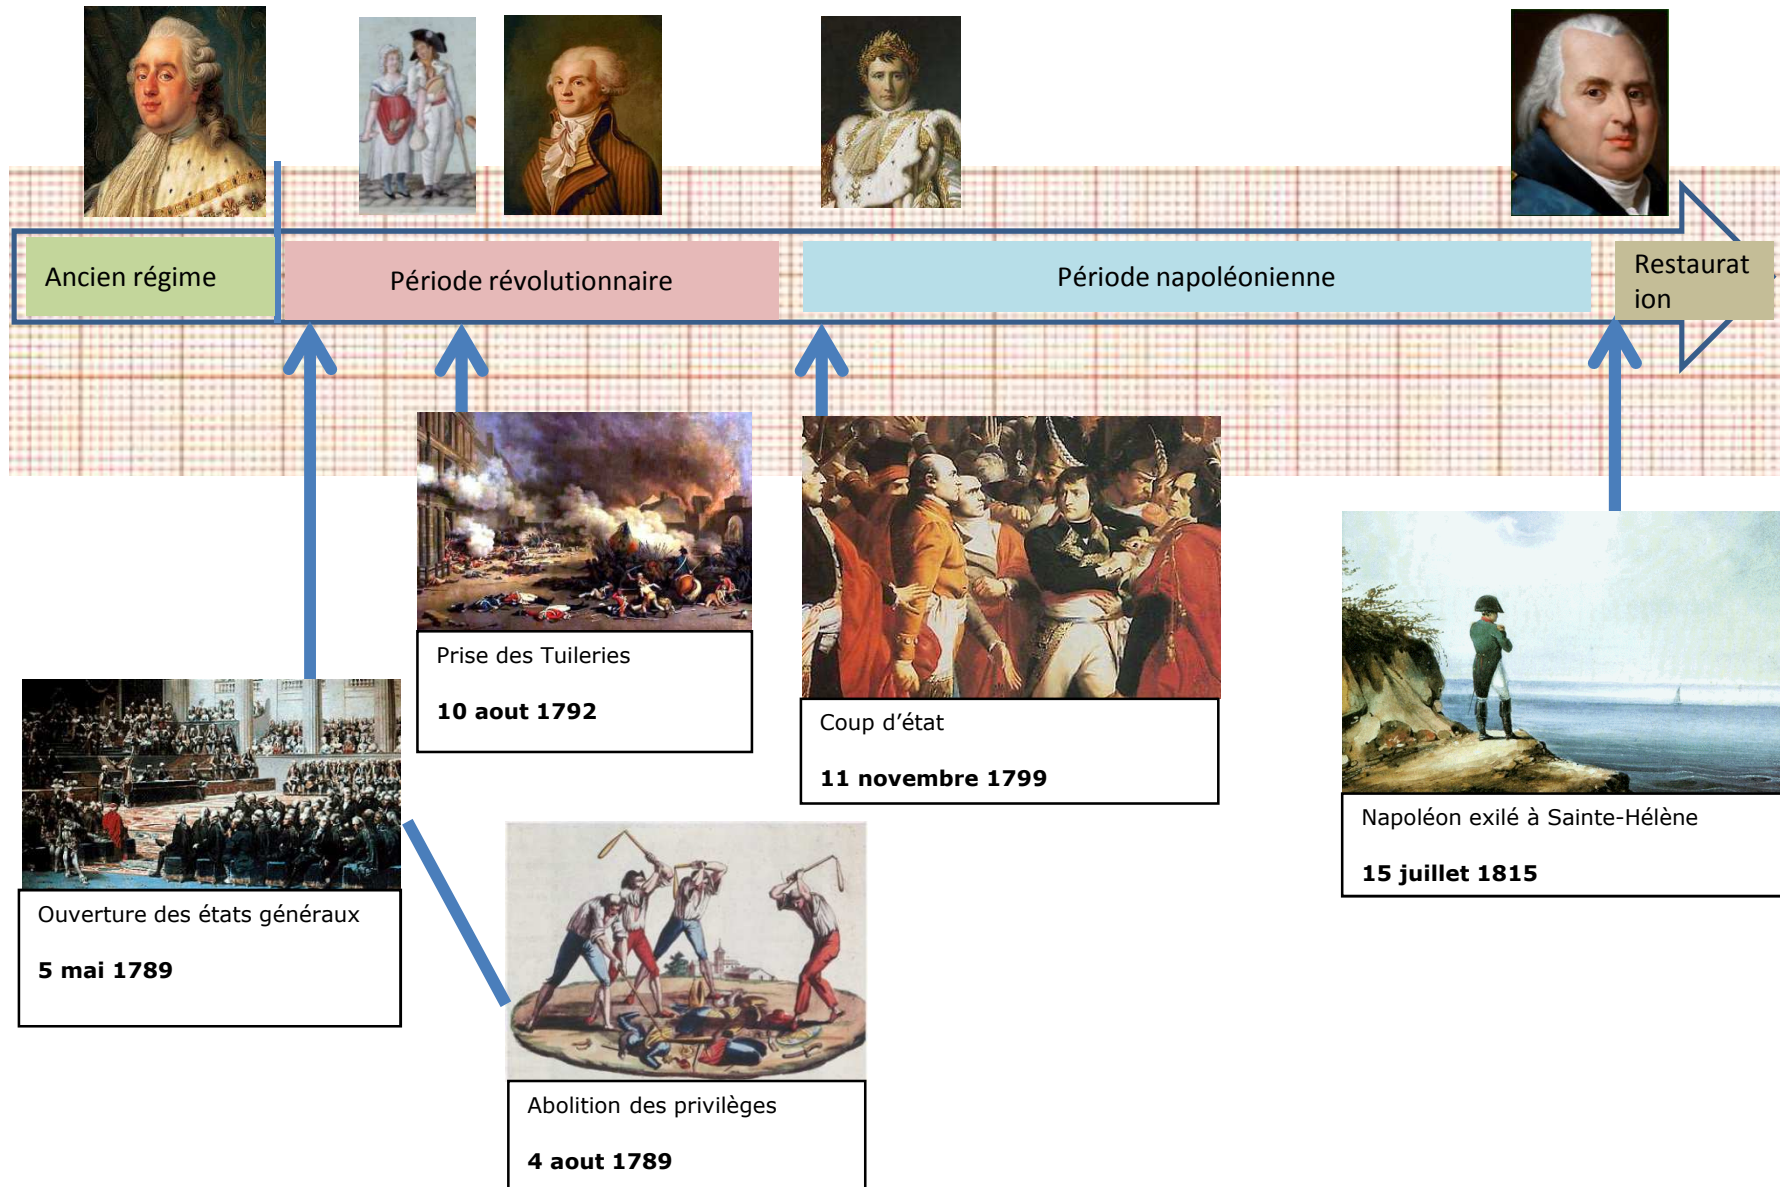 Ancien régime
Période révolutionnaire
Période napoléonienne
Restaurat
ion
Prise des Tuileries
10 aout 1792
Coup d’état
11 novembre 1799
Napoléon exilé à Sainte-Hélène
15 juillet 1815
Ouverture des états généraux
5 mai 1789
Abolition des privilèges
4 aout 1789